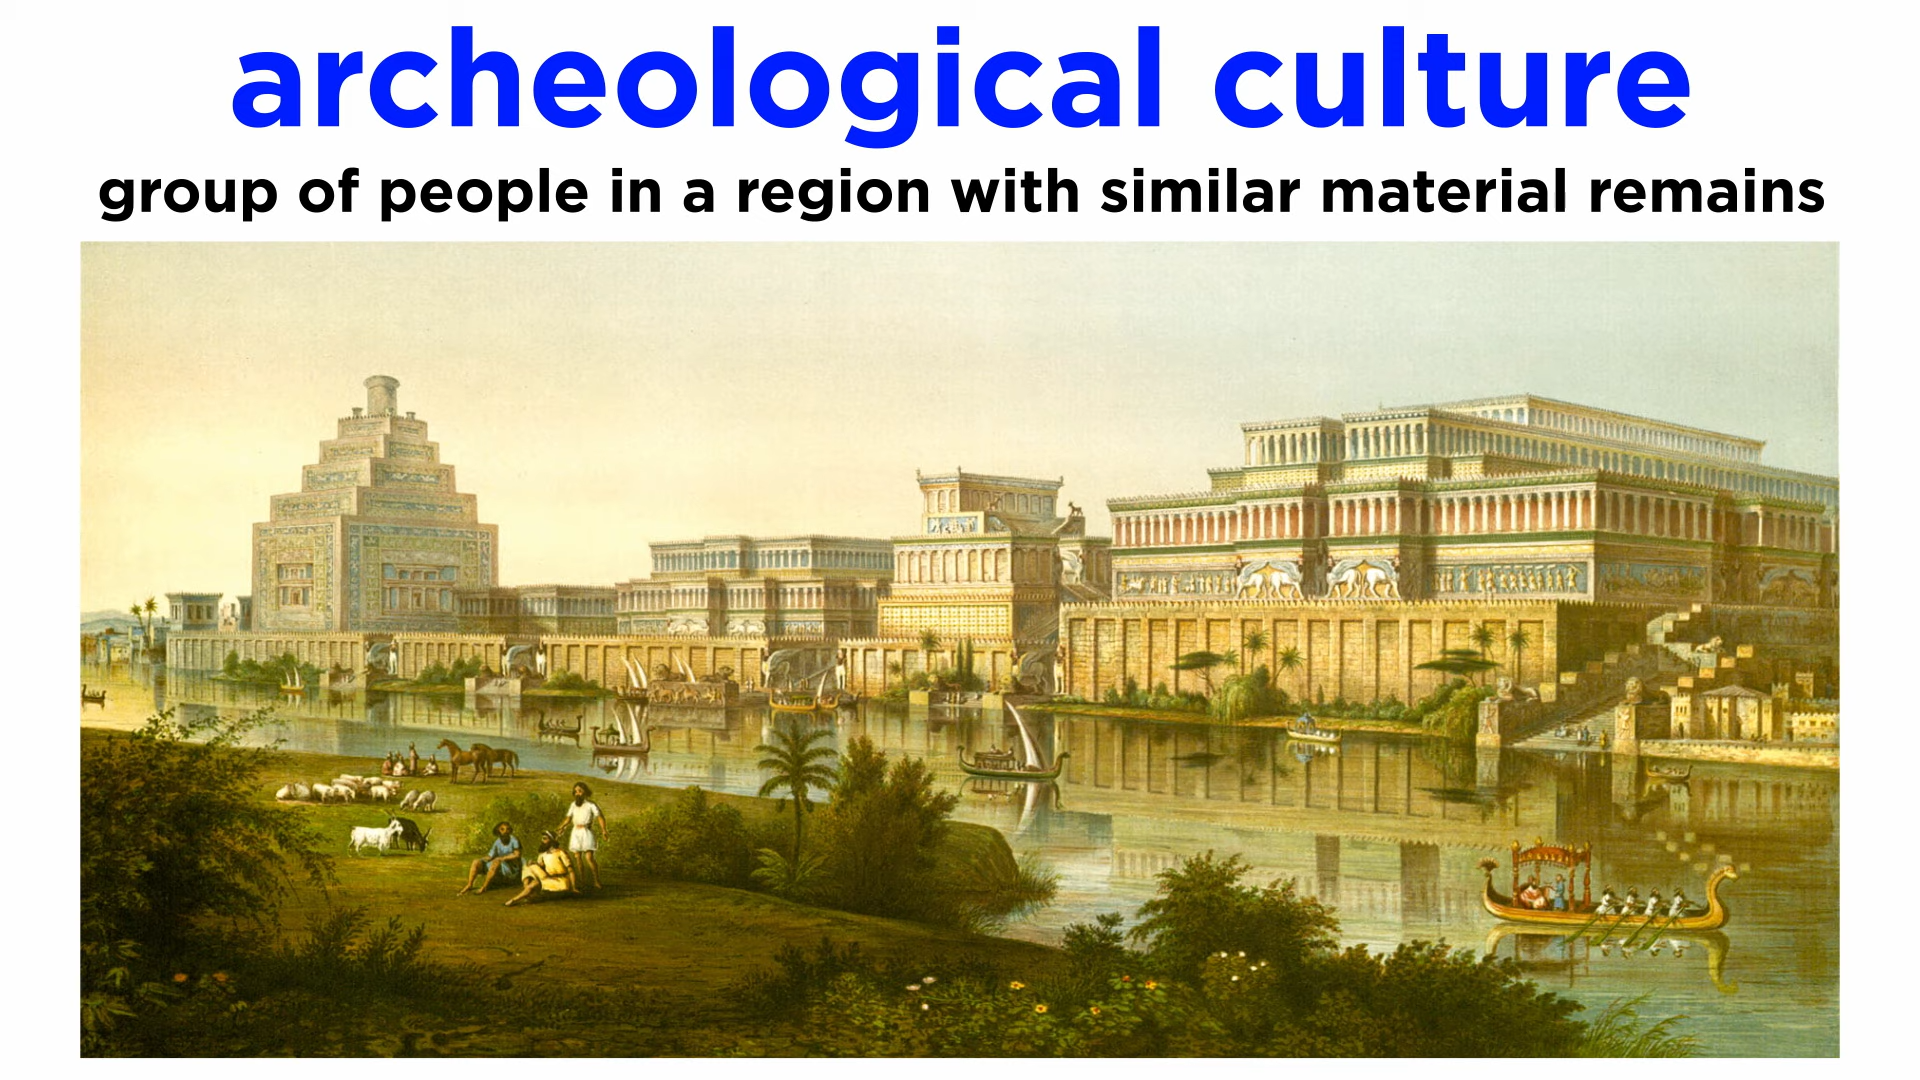 archeological culture
group of people in a region with similar material remains